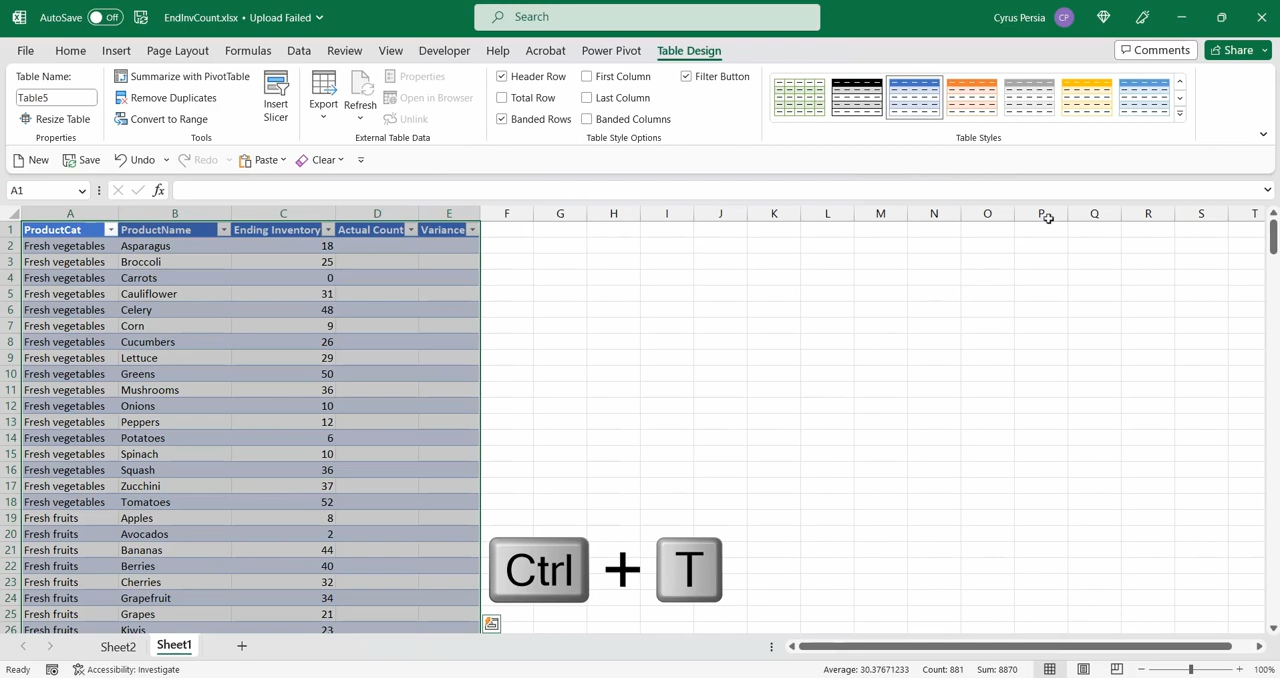 AutoSave Off EndInvCount.xlsx • Upload Failed Search Cyrus Persia CP
File Home Insert Page Layout Formulas Data Review View Developer Help Acrobat Power Pivot Table Design Comments Share
Table Name: Summarize with PivotTable Properties Header Row First Column Filter Button
Table5 Remove Duplicates Insert Slicer Export Refresh Open in Browser Total Row Last Column
Resize Table Convert to Range Unlink Banded Rows Banded Columns
Properties Tools External Table Data Table Style Options Table Styles
New Save Undo Redo Paste Clear
A1 fx
A B C D E F G H I J K L M N O P Q R S T
1 ProductCat ProductName Ending Inventory Actual Count Variance
2 Fresh vegetables Asparagus 18
3 Fresh vegetables Broccoli 25
4 Fresh vegetables Carrots 0
5 Fresh vegetables Cauliflower 31
6 Fresh vegetables Celery 48
7 Fresh vegetables Corn 9
8 Fresh vegetables Cucumbers 26
9 Fresh vegetables Lettuce 29
10 Fresh vegetables Greens 50
11 Fresh vegetables Mushrooms 36
12 Fresh vegetables Onions 10
13 Fresh vegetables Peppers 12
14 Fresh vegetables Potatoes 6
15 Fresh vegetables Spinach 10
16 Fresh vegetables Squash 36
17 Fresh vegetables Zucchini 37
18 Fresh vegetables Tomatoes 52
19 Fresh fruits Apples 8
20 Fresh fruits Avocados 2
21 Fresh fruits Bananas 44
22 Fresh fruits Berries 40
23 Fresh fruits Cherries 32
24 Fresh fruits Grapefruit 34
25 Fresh fruits Grapes 21
26 Fresh fruits Kiwis 23
Ctrl + T
Sheet2 Sheet1
Ready Accessibility: Investigate Average: 30.37671233 Count: 881 Sum: 8870 100%